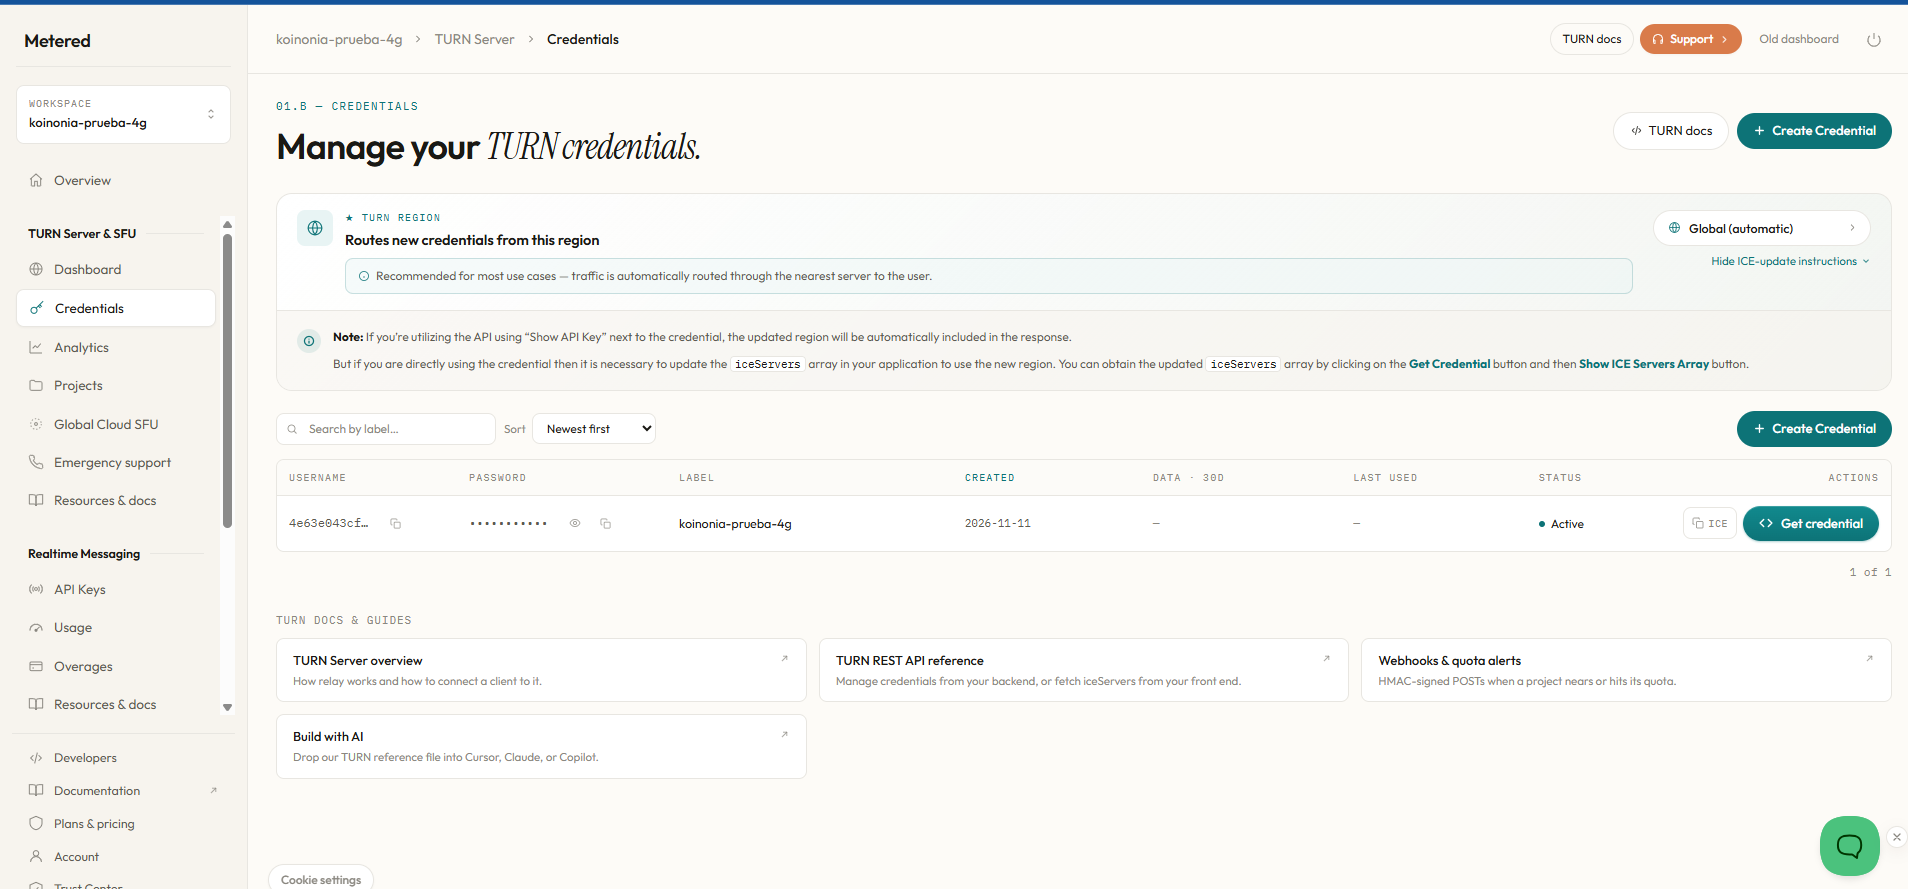 Metered
WORKSPACE
koinonia-prueba-4g
Overview
TURN Server & SFU
Dashboard
Credentials
Analytics
Projects
Global Cloud SFU
Emergency support
Resources & docs
Realtime Messaging
API Keys
Usage
Overages
Resources & docs
Developers
Documentation
Plans & pricing
Account
Trust Center
koinonia-prueba-4g > TURN Server > Credentials
TURN docs
Support
Old dashboard
01.B — CREDENTIALS
Manage your TURN credentials.
TURN docs
+ Create Credential
★ TURN REGION
Routes new credentials from this region
Recommended for most use cases — traffic is automatically routed through the nearest server to the user.
Global (automatic)
Hide ICE-update instructions
Note: If you're utilizing the API using “Show API Key” next to the credential, the updated region will be automatically included in the response.
But if you are directly using the credential then it is necessary to update the iceServers array in your application to use the new region. You can obtain the updated iceServers array by clicking on the Get Credential button and then Show ICE Servers Array button.
Search by label...
Sort
Newest first
+ Create Credential
USERNAME PASSWORD LABEL CREATED DATA · 30D LAST USED STATUS ACTIONS
4e63e043cf… ••••••••••• koinonia-prueba-4g 2026-11-11 — — Active ICE Get credential
1 of 1
TURN DOCS & GUIDES
TURN Server overview
How relay works and how to connect a client to it.
TURN REST API reference
Manage credentials from your backend, or fetch iceServers from your front end.
Webhooks & quota alerts
HMAC-signed POSTs when a project nears or hits its quota.
Build with AI
Drop our TURN reference file into Cursor, Claude, or Copilot.
Cookie settings